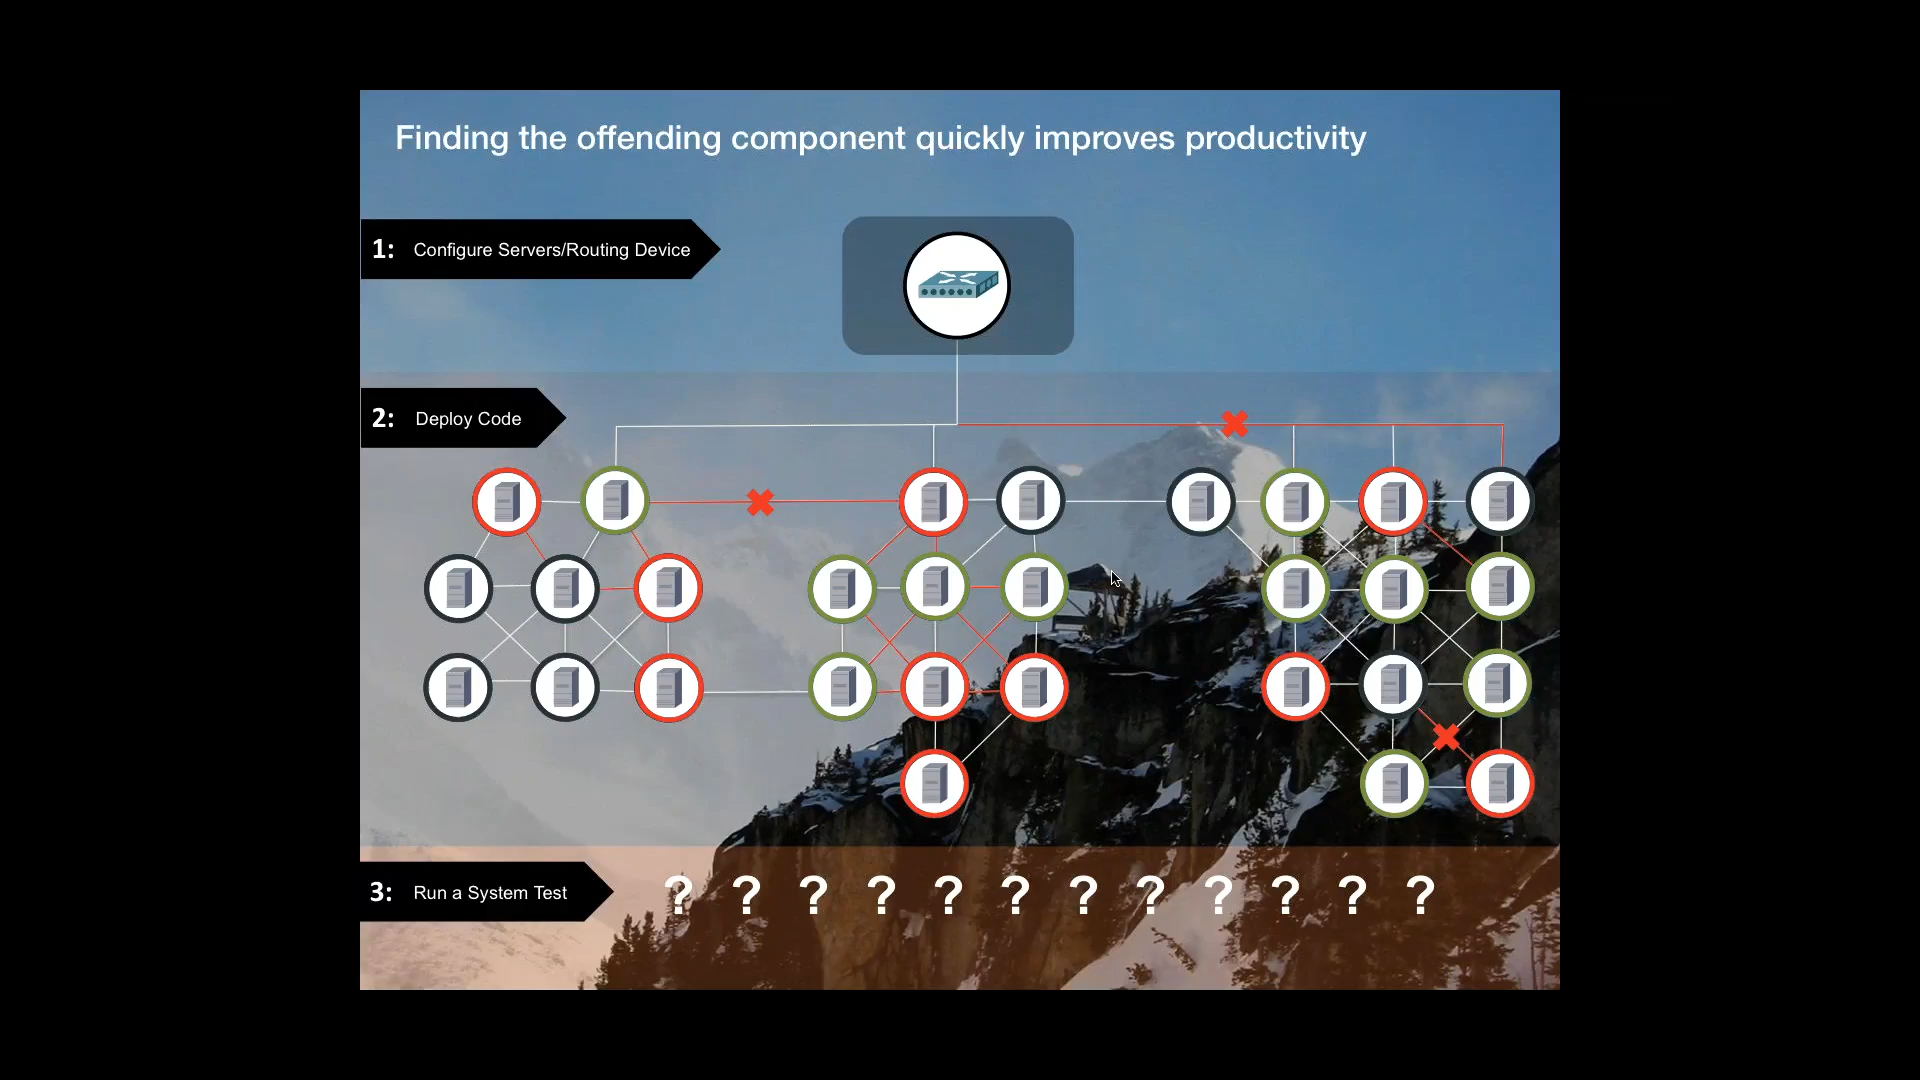 Finding the offending component quickly improves productivity
1: Configure Servers/Routing Device
2: Deploy Code
3: Run a System Test ? ? ? ? ? ? ? ? ? ? ? ?